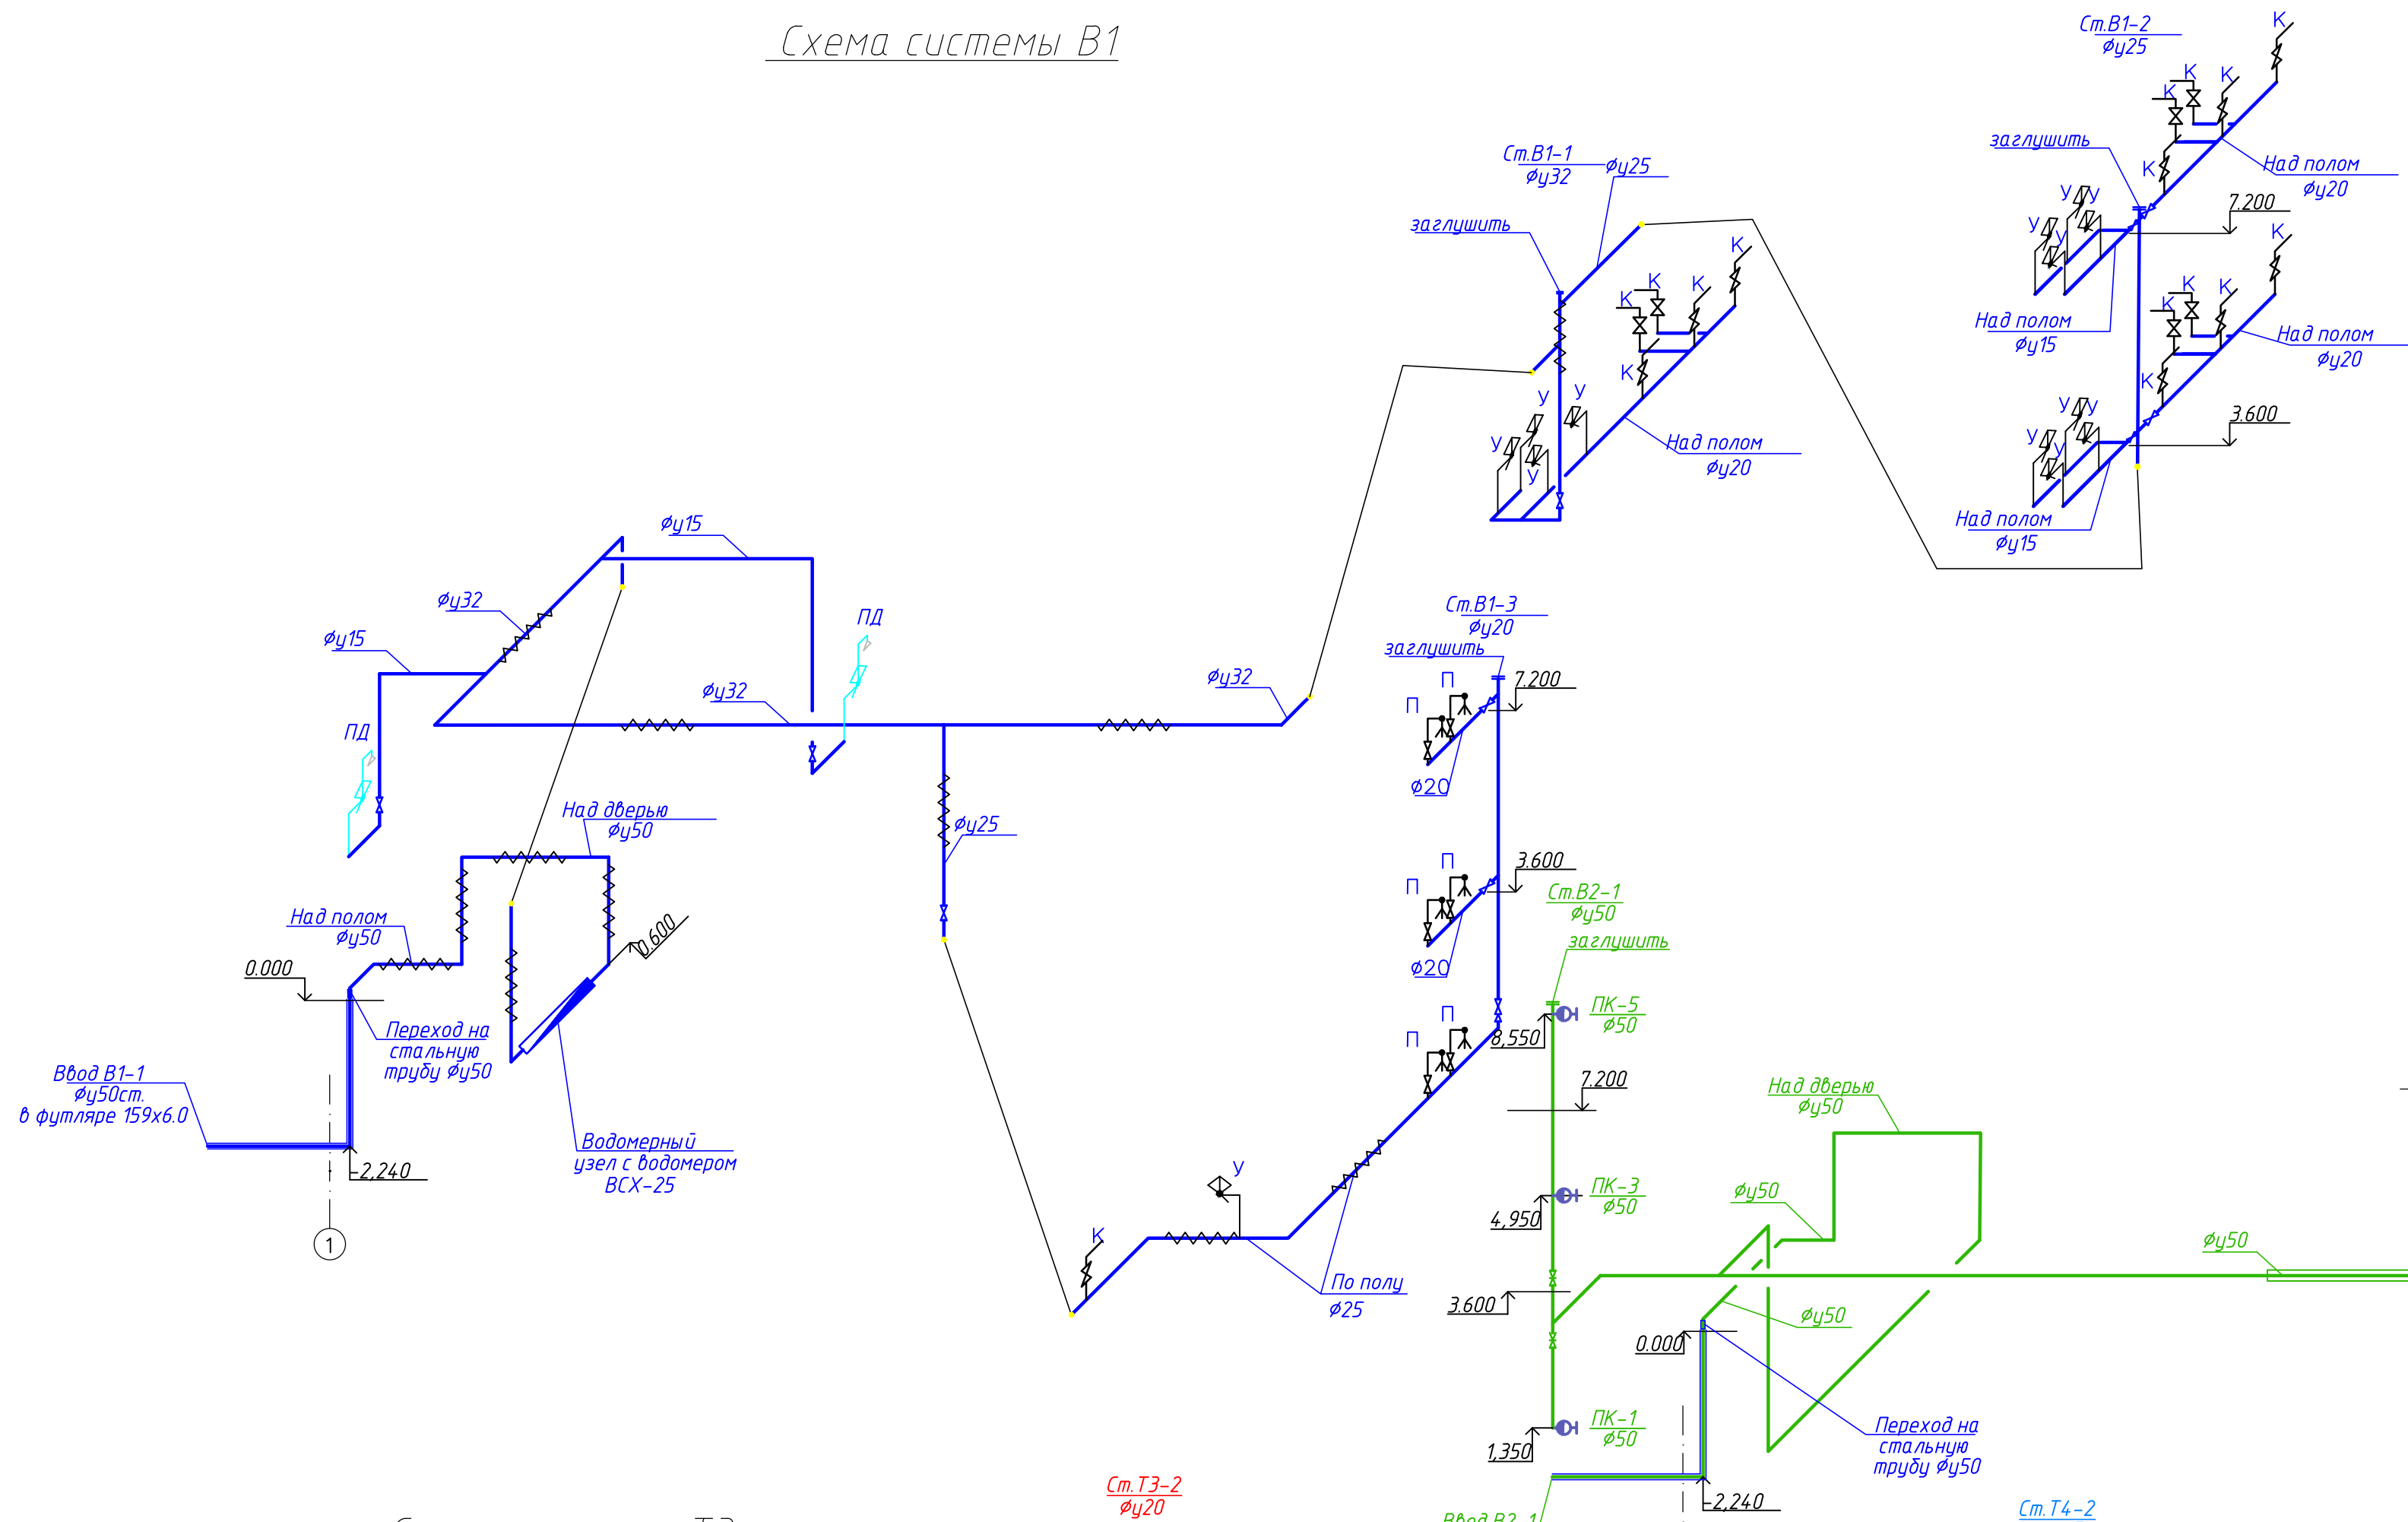 Схема системы В1
Ст.В1-2
φу25
К
К
К
К
заглушить
Над полом
φу20
К
У
У
У
У
7.200
Над полом
φу15
Ст.В1-1
φу32
φу25
заглушить
К
К
К
К
К
У
У
У
У
Над полом
φу20
К
К
К
К
Над полом
φу20
К
У
У
У
У
3.600
Над полом
φу15
φу15
φу32
φу15
ПД
ПД
φу32
φу32
Ст.В1-3
φу20
заглушить
П
П
7.200
φ20
П
П
3.600
φ20
П
П
φу25
Над дверью
φу50
Над полом
φу50
0.600
0.000
Переход на
стальную
трубу φу50
Ввод В1-1
φу50ст.
в футляре 159х6.0
-2,240
1
Водомерный
узел с водомером
ВСХ-25
У
К
По полу
φ25
Ст.В2-1
φу50
заглушить
ПК-5
φ50
8,550
7.200
ПК-3
φ50
4,950
3.600
ПК-1
φ50
1,350
Над дверью
φу50
φу50
φу50
φу50
0.000
Переход на
стальную
трубу φу50
-2,240
Ввод В2-1
Ст.Т3-2
φу20
Ст.Т4-2